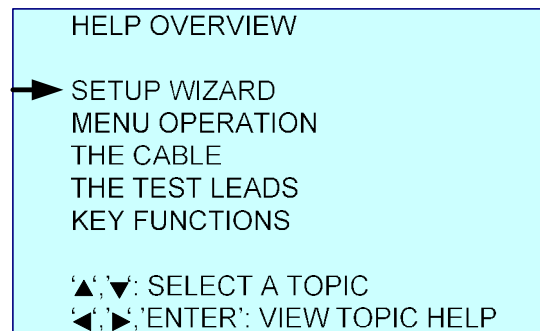 HELP OVERVIEW
SETUP WIZARD
MENU OPERATION
THE CABLE
THE TEST LEADS
KEY FUNCTIONS
‘▲‘,’▼‘: SELECT A TOPIC
‘◀‘,’▶‘,’ENTER’: VIEW TOPIC HELP